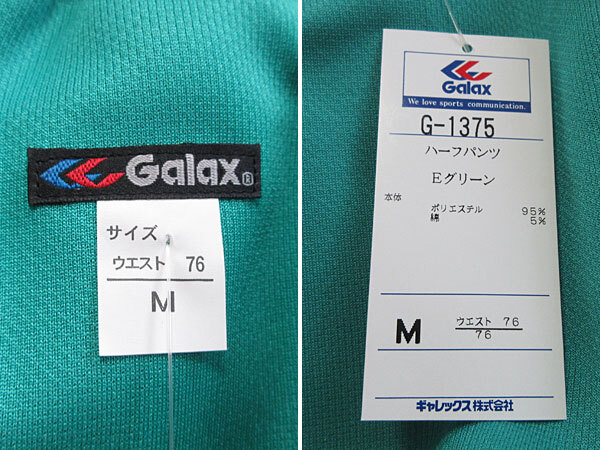 Galax®
サイズ
ウエスト 76
M
Galax
We love sports communication.
G-1375
ハーフパンツ
Eグリーン
本体
ポリエステル 95%
綿 5%
M
ウエスト 76
76
ギャレックス株式会社